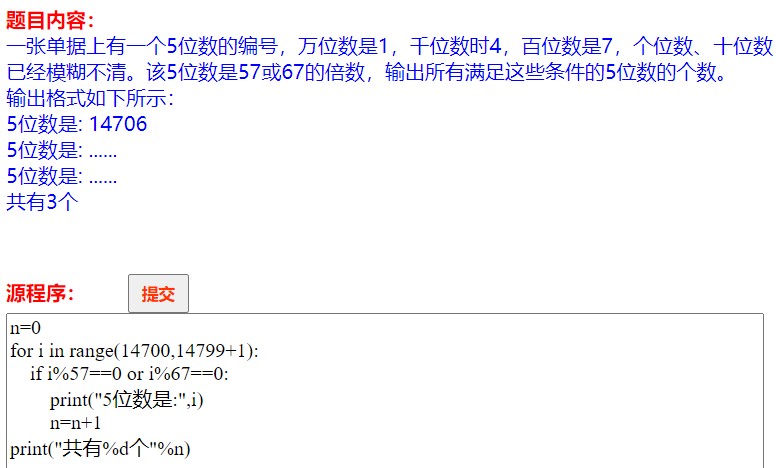 题目内容：
一张单据上有一个5位数的编号，万位数是1，千位数时4，百位数是7，个位数、十位数
已经模糊不清。该5位数是57或67的倍数，输出所有满足这些条件的5位数的个数。
输出格式如下所示：
5位数是: 14706
5位数是: ......
5位数是: ......
共有3个
源程序： 提交
n=0
for i in range(14700,14799+1):
    if i%57==0 or i%67==0:
        print("5位数是:",i)
        n=n+1
print("共有%d个"%n)